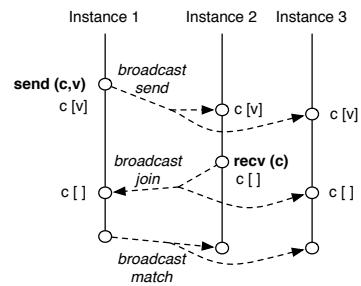 Instance 1 Instance 2 Instance 3
send (c,v)
broadcast
send
c [v]
c [v]
c [v]
broadcast
join
recv (c)
c [ ]
c [ ]
c [ ]
broadcast
match